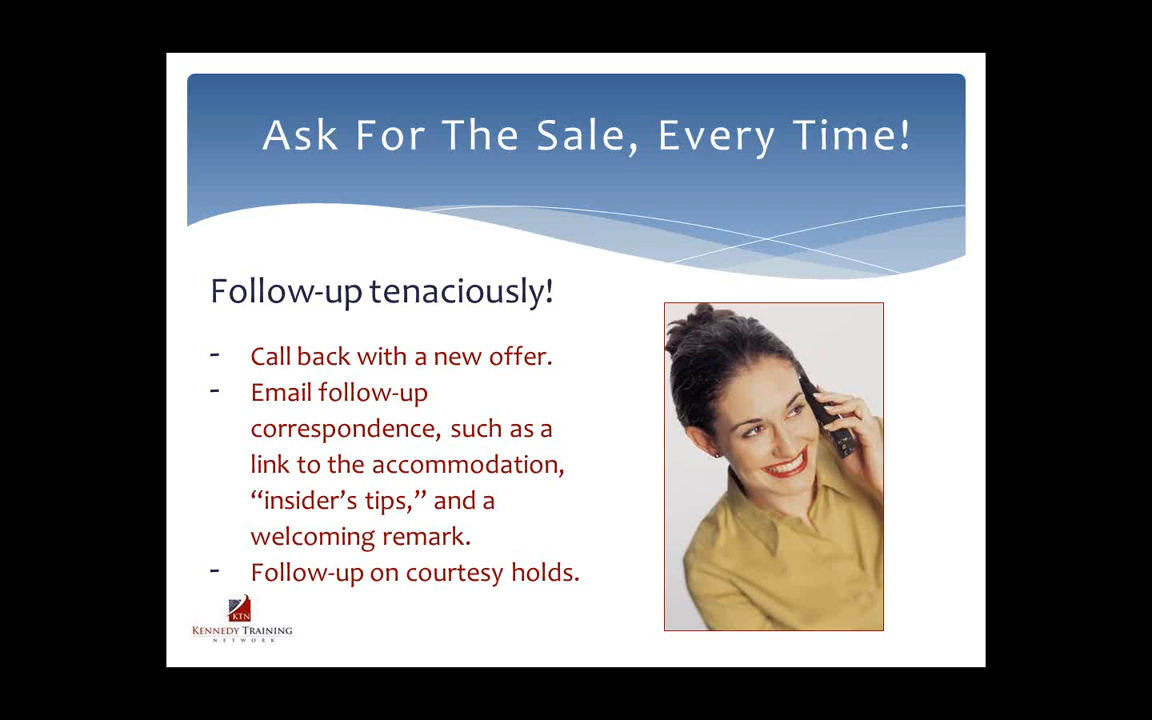 Ask For The Sale, Every Time!
Follow-up tenaciously!
- Call back with a new offer.
- Email follow-up
correspondence, such as a
link to the accommodation,
“insider’s tips,” and a
welcoming remark.
- Follow-up on courtesy holds.
KTN
KENNEDY TRAINING
NETWORK